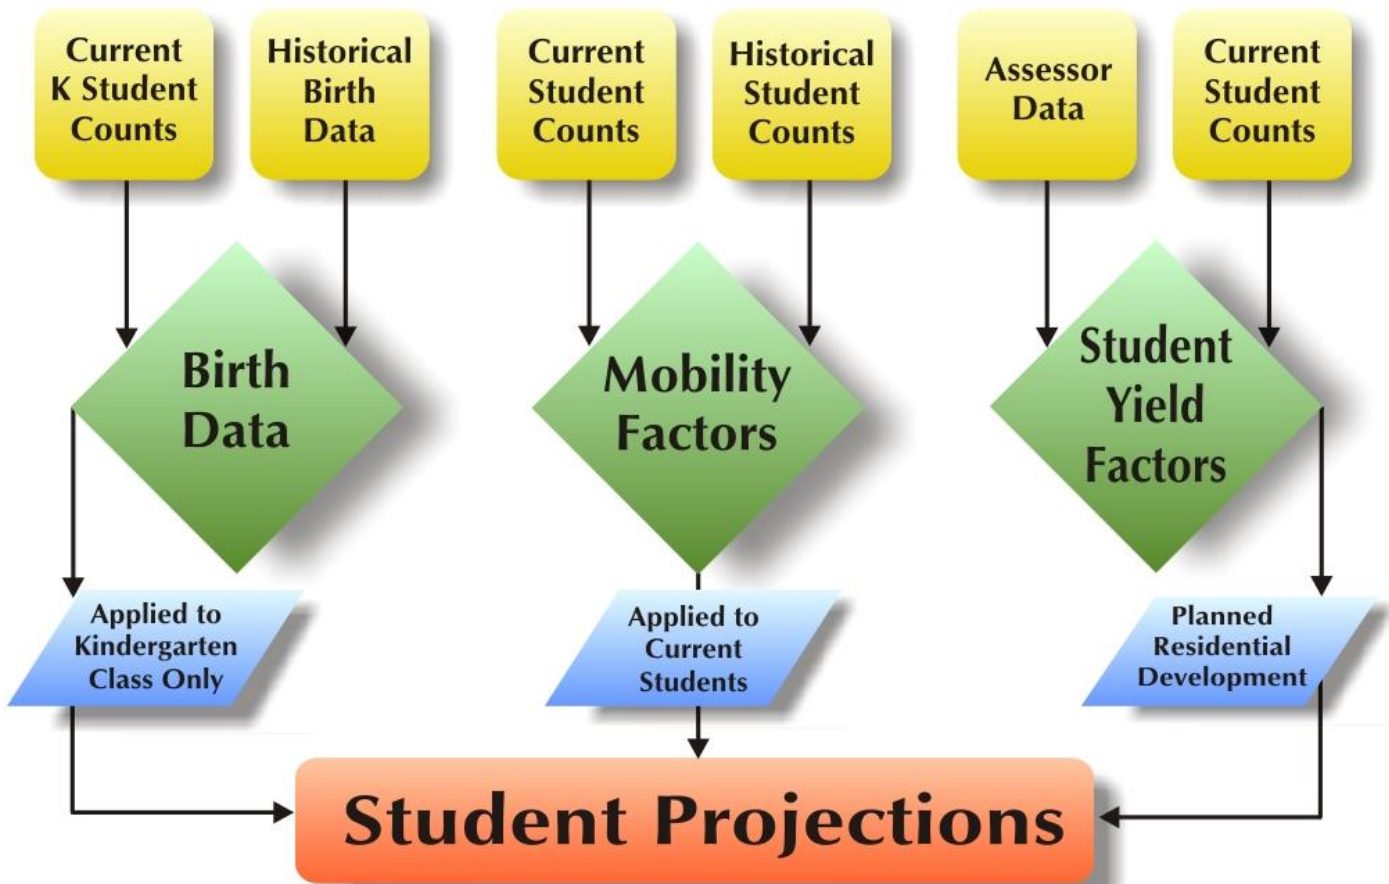 Current
K Student
Counts
Historical
Birth
Data
Current
Student
Counts
Historical
Student
Counts
Assessor
Data
Current
Student
Counts
Birth
Data
Mobility
Factors
Student
Yield
Factors
Applied to
Kindergarten
Class Only
Applied to
Current
Students
Planned
Residential
Development
Student Projections